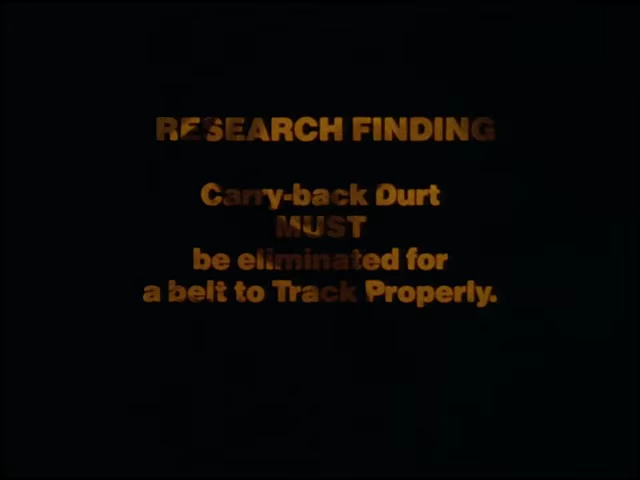 RESEARCH FINDING
Carry-back Durt
MUST
be eliminated for
a belt to Track Properly.